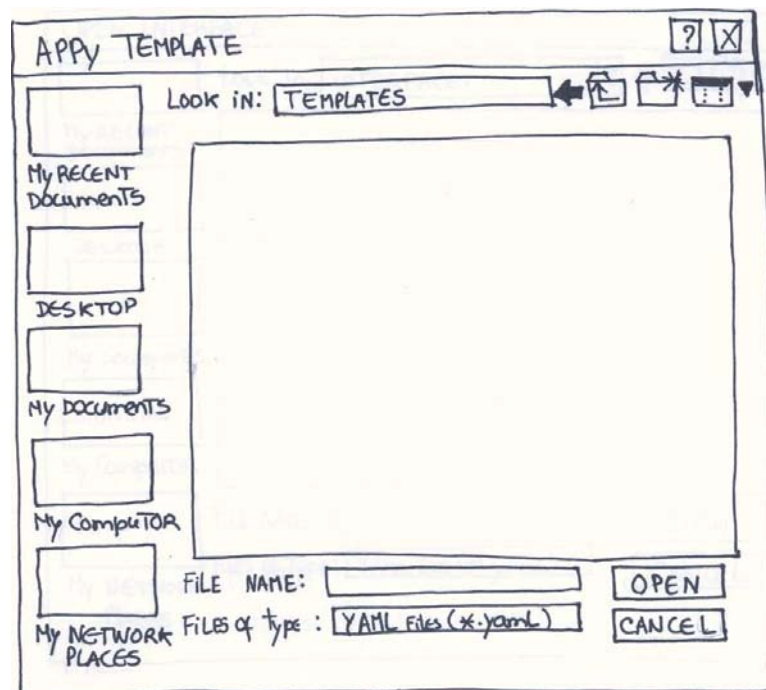 APPy TEMPLATE
? X
LOOK iN: TEMPLATES
My RECENT
DocumenTS
DESKTOP
My DocumenTS
My CompuTOR
My NETWORK
PLACES
FiLE NAME:
OPEN
FiLES of type : YAML Files (*.yamL)
CANCEL